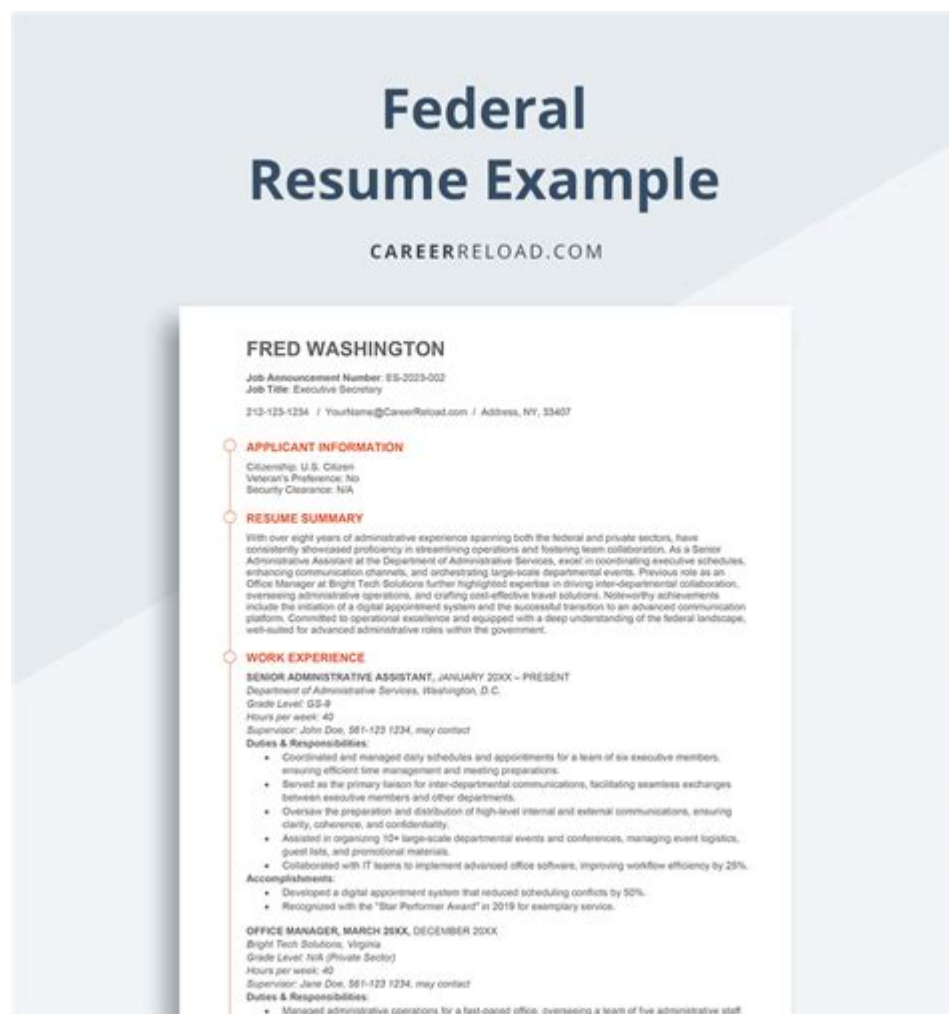 Federal
Resume Example
CAREERRELOAD.COM
FRED WASHINGTON
Job Announcement Number: ES-2023-002
Job Title: Executive Secretary
212-123-1234 / YourName@CareerReload.com / Address, NY, 33407
APPLICANT INFORMATION
Citizenship: U.S. Citizen
Veteran's Preference: No
Security Clearance: N/A
RESUME SUMMARY
With over eight years of administrative experience spanning both the federal and private sectors, have
consistently showcased proficiency in streamlining operations and fostering team collaboration. As a Senior
Administrative Assistant at the Department of Administrative Services, excel in coordinating executive schedules,
enhancing communication channels, and orchestrating large-scale departmental events. Previous role as an
Office Manager at Bright Tech Solutions further highlighted expertise in driving inter-departmental collaboration,
overseeing administrative operations, and crafting cost-effective travel solutions. Noteworthy achievements
include the initiation of a digital appointment system and the successful transition to an advanced communication
platform. Committed to operational excellence and equipped with a deep understanding of the federal landscape,
well-suited for advanced administrative roles within the government.
WORK EXPERIENCE
SENIOR ADMINISTRATIVE ASSISTANT, JANUARY 20XX – PRESENT
Department of Administrative Services, Washington, D.C.
Grade Level: GS-9
Hours per week: 40
Supervisor: John Doe, 561-123 1234, may contact
Duties & Responsibilities:
• Coordinated and managed daily schedules and appointments for a team of six executive members,
ensuring efficient time management and meeting preparations.
• Served as the primary liaison for inter-departmental communications, facilitating seamless exchanges
between executive members and other departments.
• Oversaw the preparation and distribution of high-level internal and external communications, ensuring
clarity, coherence, and confidentiality.
• Assisted in organizing 10+ large-scale departmental events and conferences, managing event logistics,
guest lists, and promotional materials.
• Collaborated with IT teams to implement advanced office software, improving workflow efficiency by 25%.
Accomplishments:
• Developed a digital appointment system that reduced scheduling conflicts by 50%.
• Recognized with the "Star Performer Award" in 2019 for exemplary service.
OFFICE MANAGER, MARCH 20XX, DECEMBER 20XX
Bright Tech Solutions, Virginia
Grade Level: N/A (Private Sector)
Hours per week: 40
Supervisor: Jane Doe, 561-123 1234, may contact
Duties & Responsibilities:
• Managed administrative operations for a fast-paced office, overseeing a team of five administrative staff